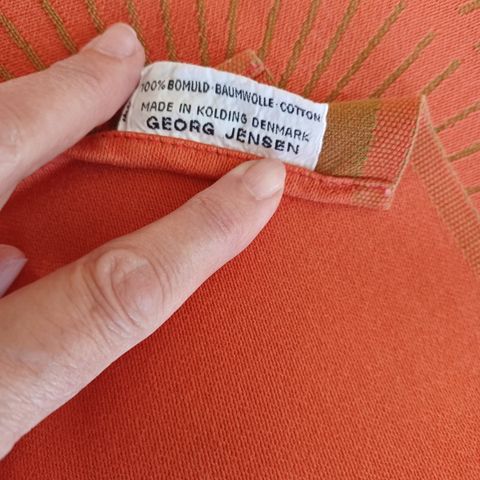 100% BOMULD · BAUMWOLLE · COTTON
MADE IN KOLDING DENMARK
GEORG JENSEN